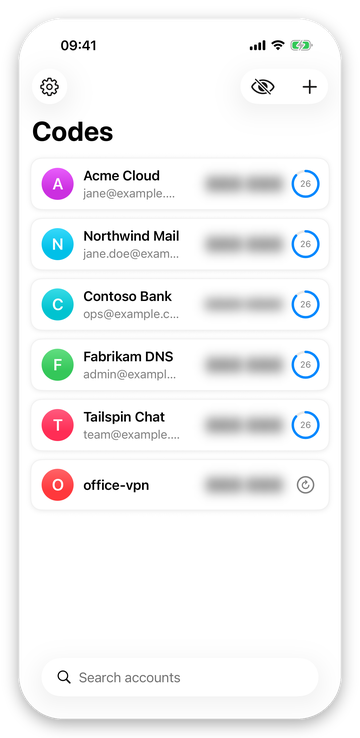 09:41
Codes
A Acme Cloud 26
jane@example....
N Northwind Mail 26
jane.doe@exam...
C Contoso Bank 26
ops@example.c...
F Fabrikam DNS 26
admin@exampl...
T Tailspin Chat 26
team@example....
O office-vpn
Search accounts